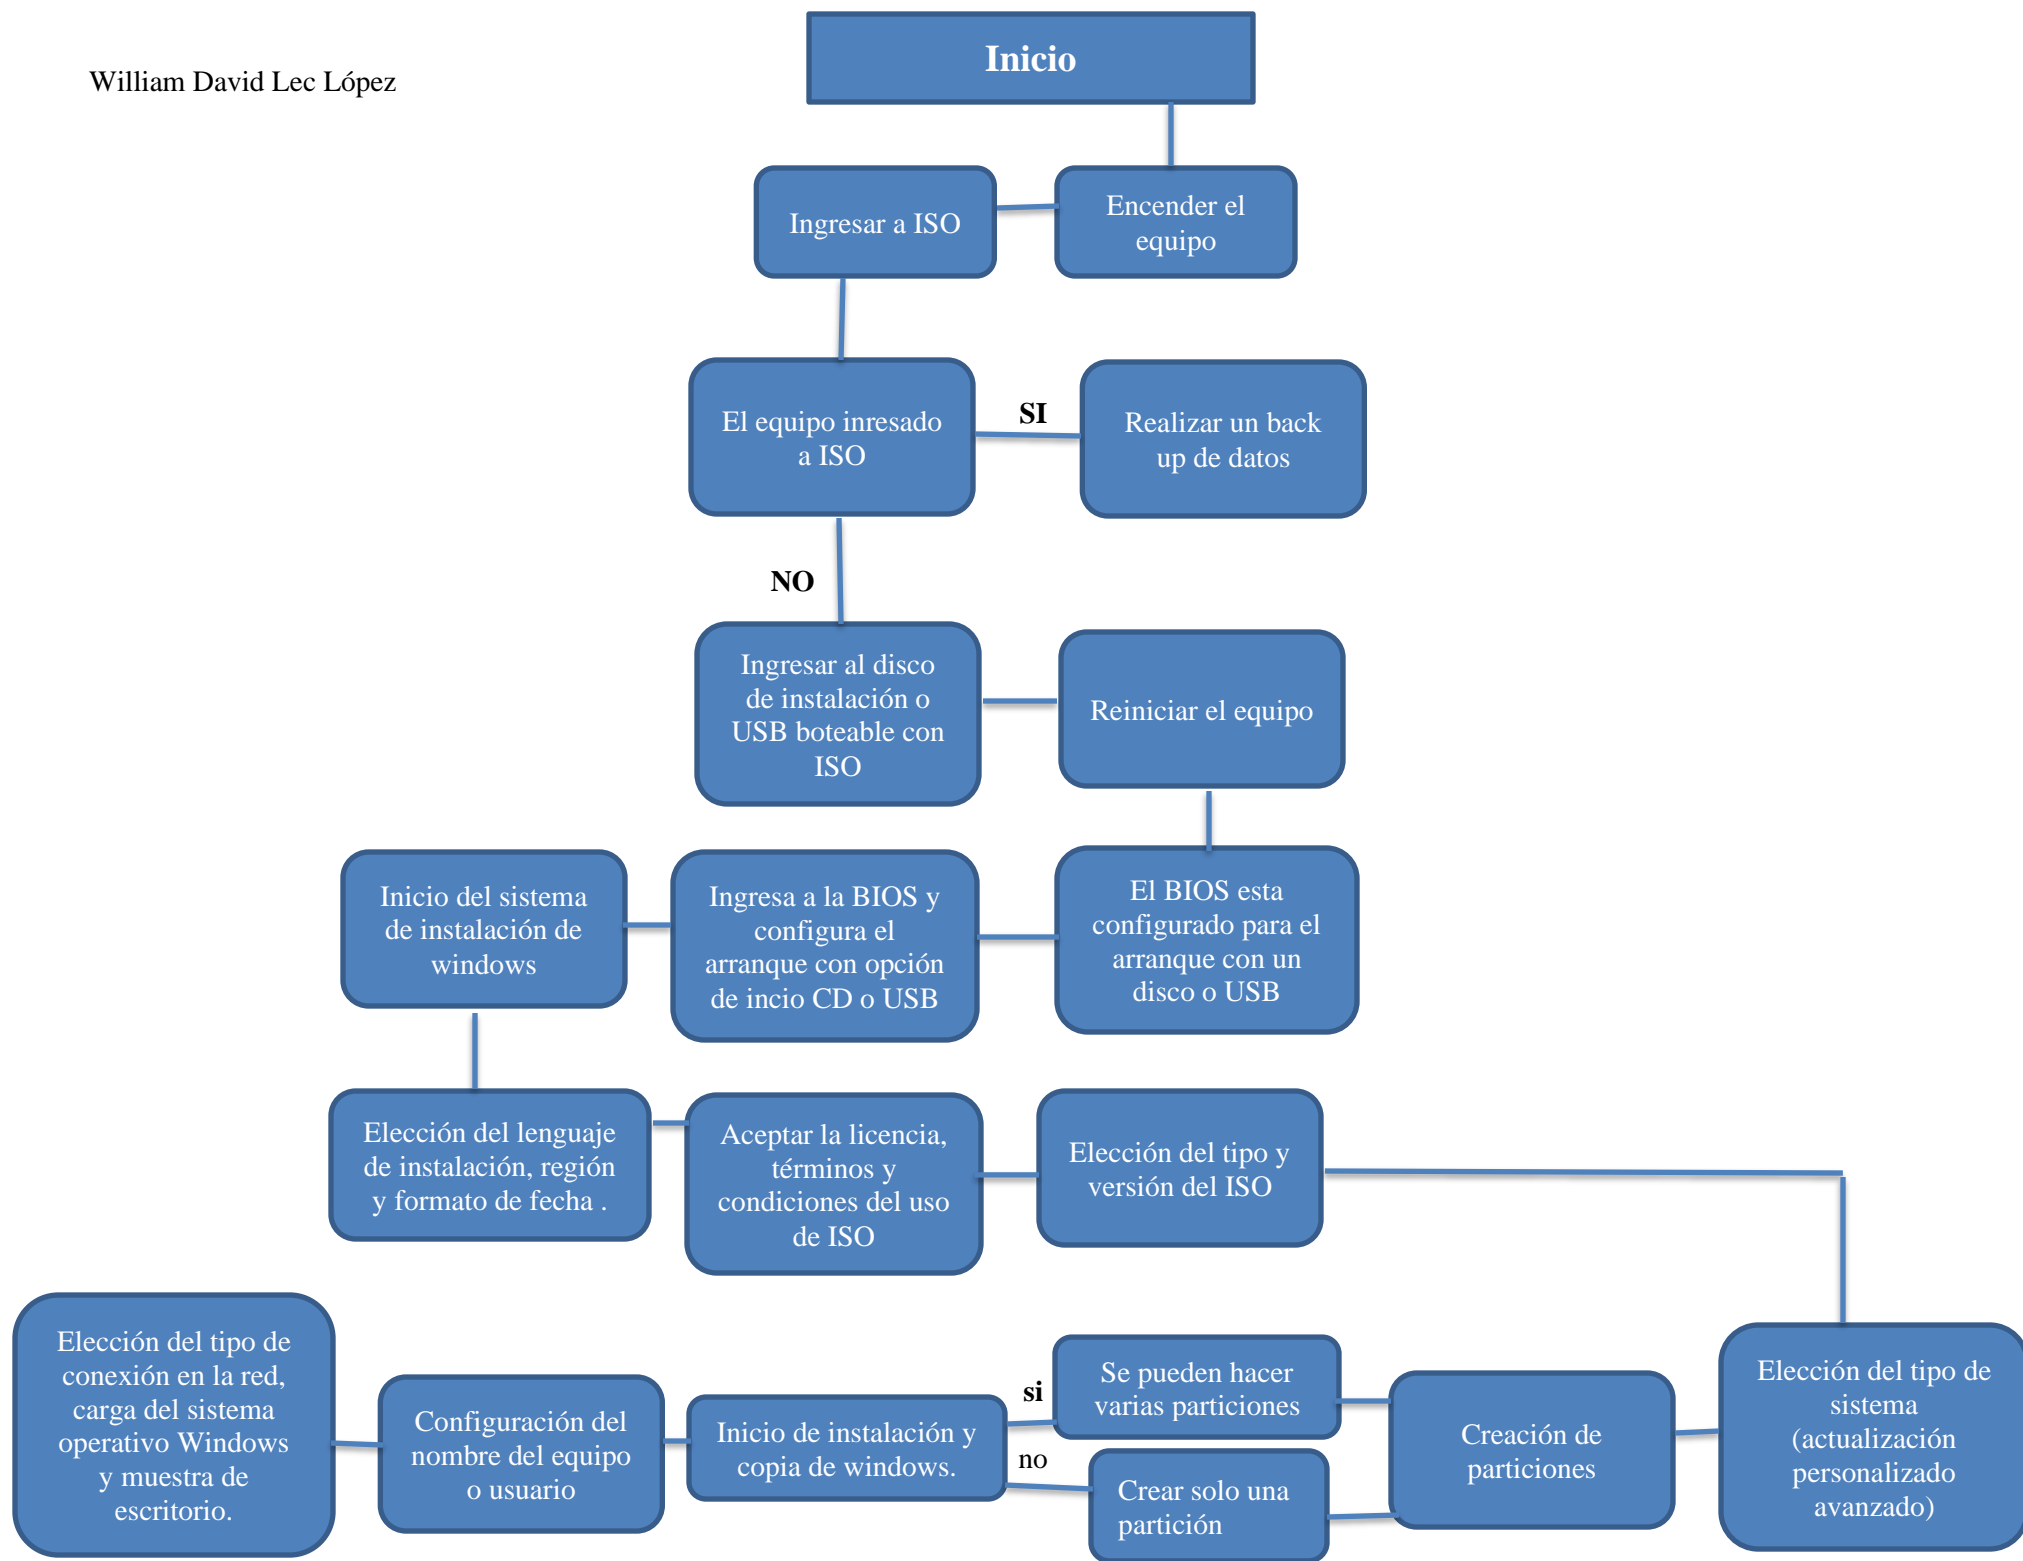 William David Lec López
Inicio
Encender el
equipo
Ingresar a ISO
El equipo inresado
a ISO
SI
Realizar un back
up de datos
NO
Ingresar al disco
de instalación o
USB boteable con
ISO
Reiniciar el equipo
El BIOS esta
configurado para el
arranque con un
disco o USB
Ingresa a la BIOS y
configura el
arranque con opción
de incio CD o USB
Inicio del sistema
de instalación de
windows
Elección del lenguaje
de instalación, región
y formato de fecha .
Aceptar la licencia,
términos y
condiciones del uso
de ISO
Elección del tipo y
versión del ISO
Elección del tipo de
sistema
(actualización
personalizado
avanzado)
Creación de
particiones
Se pueden hacer
varias particiones
si
Crear solo una
partición
no
Inicio de instalación y
copia de windows.
Configuración del
nombre del equipo
o usuario
Elección del tipo de
conexión en la red,
carga del sistema
operativo Windows
y muestra de
escritorio.